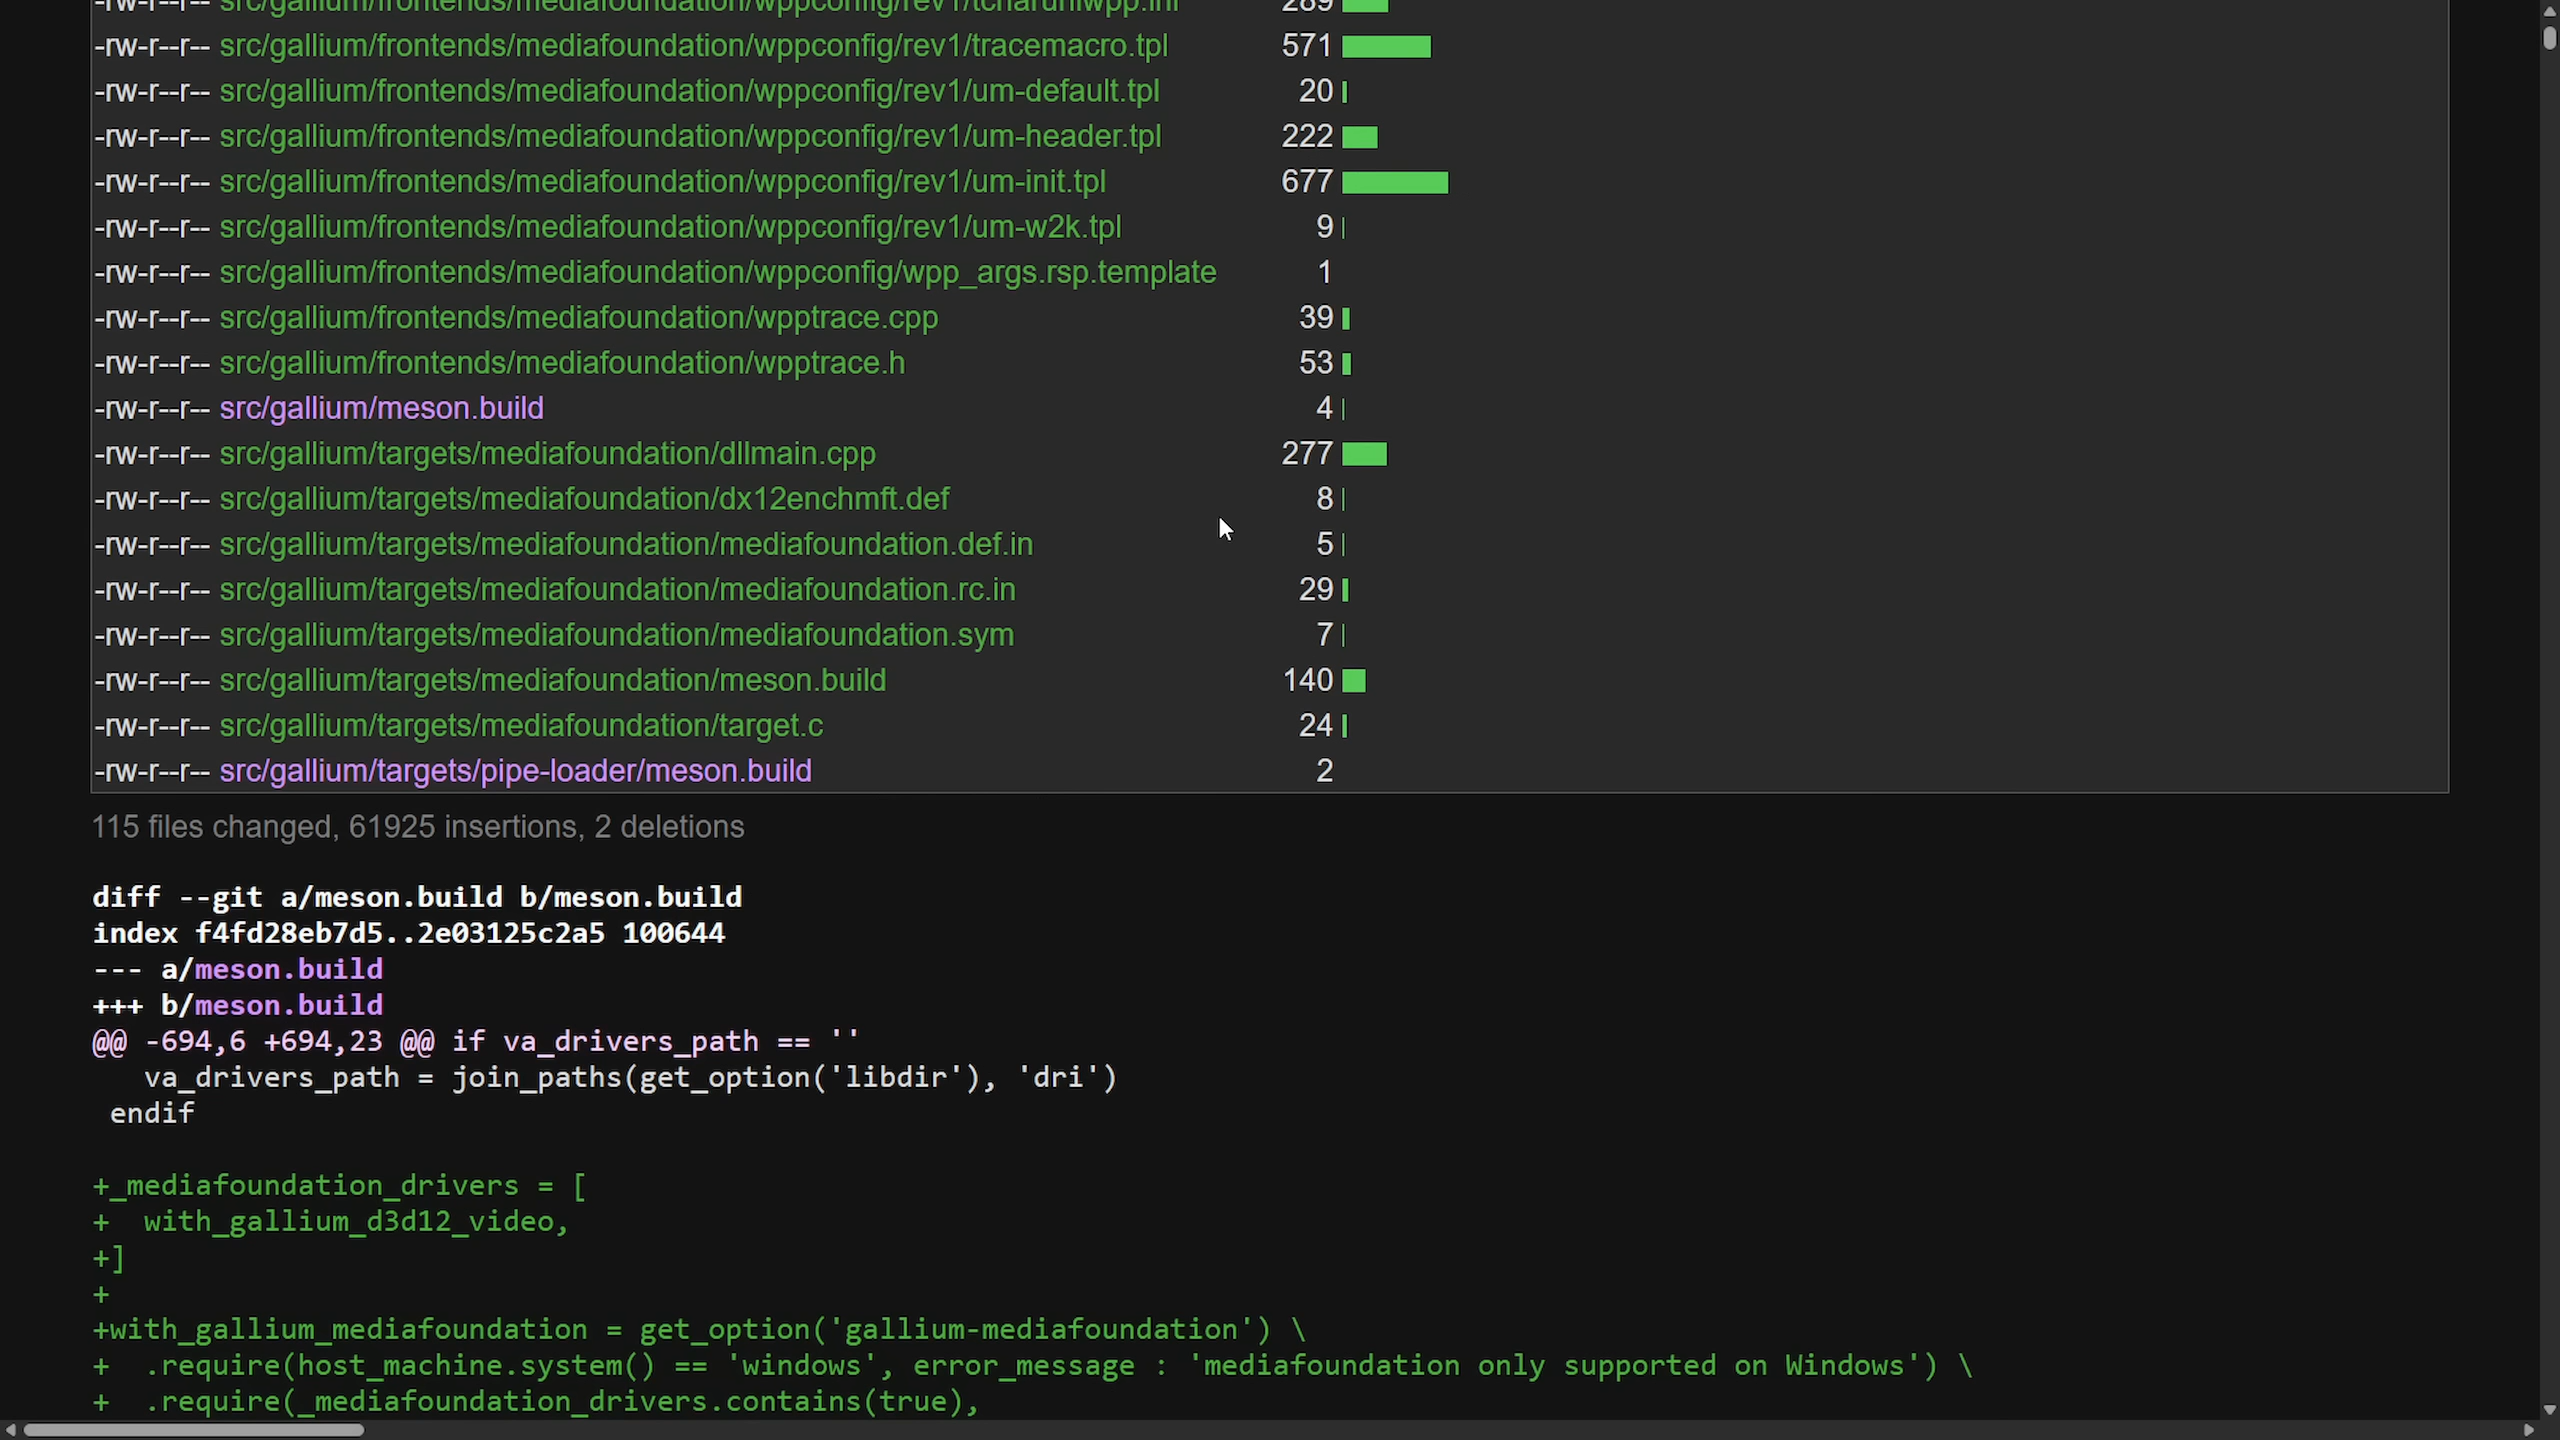 -rw-r--r-- src/gallium/frontends/mediafoundation/wppconfig/rev1/tcharuniwpp.ini 289
-rw-r--r-- src/gallium/frontends/mediafoundation/wppconfig/rev1/tracemacro.tpl 571
-rw-r--r-- src/gallium/frontends/mediafoundation/wppconfig/rev1/um-default.tpl 20
-rw-r--r-- src/gallium/frontends/mediafoundation/wppconfig/rev1/um-header.tpl 222
-rw-r--r-- src/gallium/frontends/mediafoundation/wppconfig/rev1/um-init.tpl 677
-rw-r--r-- src/gallium/frontends/mediafoundation/wppconfig/rev1/um-w2k.tpl 9
-rw-r--r-- src/gallium/frontends/mediafoundation/wppconfig/wpp_args.rsp.template 1
-rw-r--r-- src/gallium/frontends/mediafoundation/wpptrace.cpp 39
-rw-r--r-- src/gallium/frontends/mediafoundation/wpptrace.h 53
-rw-r--r-- src/gallium/meson.build 4
-rw-r--r-- src/gallium/targets/mediafoundation/dllmain.cpp 277
-rw-r--r-- src/gallium/targets/mediafoundation/dx12enchmft.def 8
-rw-r--r-- src/gallium/targets/mediafoundation/mediafoundation.def.in 5
-rw-r--r-- src/gallium/targets/mediafoundation/mediafoundation.rc.in 29
-rw-r--r-- src/gallium/targets/mediafoundation/mediafoundation.sym 7
-rw-r--r-- src/gallium/targets/mediafoundation/meson.build 140
-rw-r--r-- src/gallium/targets/mediafoundation/target.c 24
-rw-r--r-- src/gallium/targets/pipe-loader/meson.build 2
115 files changed, 61925 insertions, 2 deletions
diff --git a/meson.build b/meson.build
index f4fd28eb7d5..2e03125c2a5 100644
--- a/meson.build
+++ b/meson.build
@@ -694,6 +694,23 @@ if va_drivers_path == ''
   va_drivers_path = join_paths(get_option('libdir'), 'dri')
 endif
+_mediafoundation_drivers = [
+  with_gallium_d3d12_video,
+]
+
+with_gallium_mediafoundation = get_option('gallium-mediafoundation') \
+  .require(host_machine.system() == 'windows', error_message : 'mediafoundation only supported on Windows') \
+  .require(_mediafoundation_drivers.contains(true),